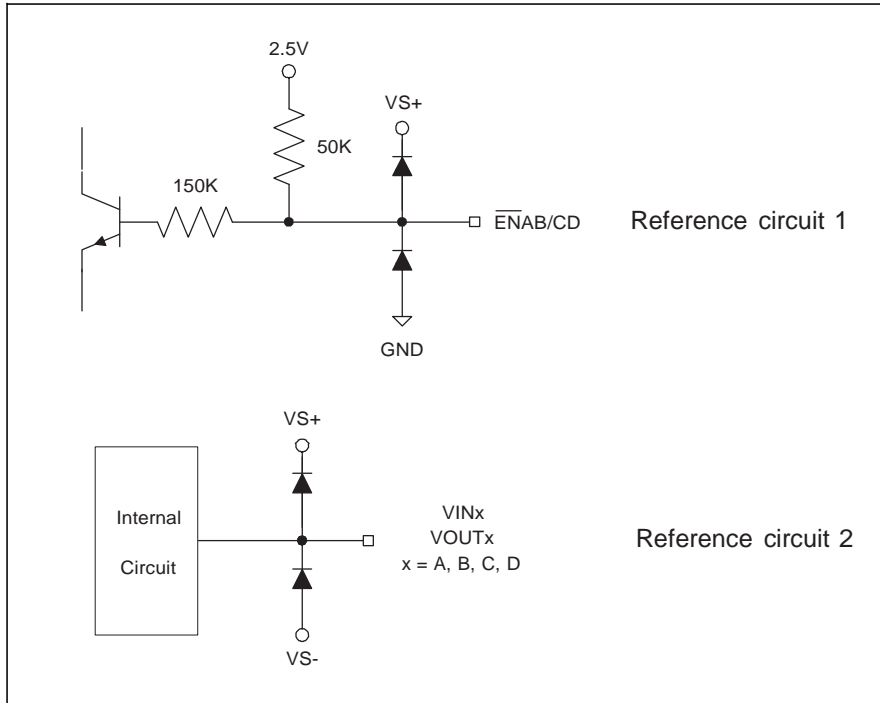 2.5V
VS+
50K
150K
E̅N̅AB/CD
Reference circuit 1
GND
VS+
Internal
Circuit
VINx
VOUTx
x = A, B, C, D
Reference circuit 2
VS-